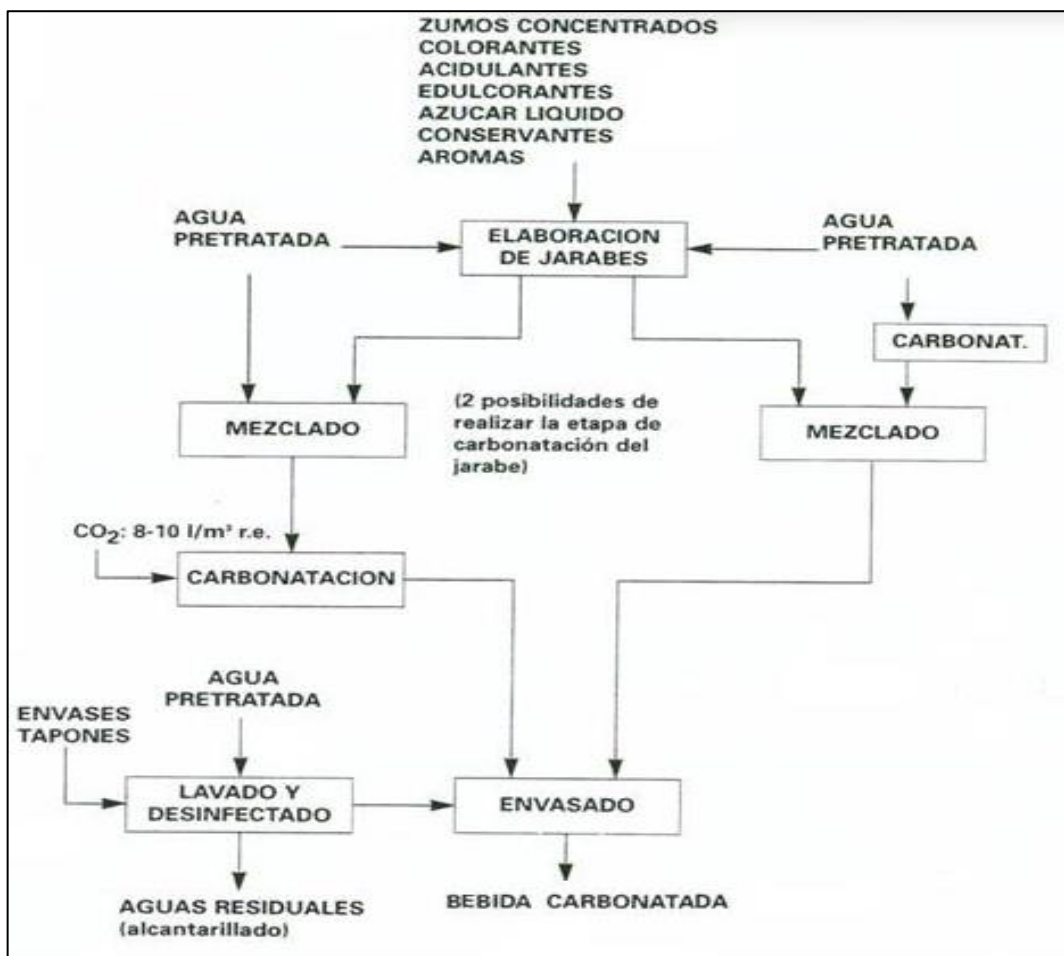 ZUMOS CONCENTRADOS
COLORANTES
ACIDULANTES
EDULCORANTES
AZUCAR LIQUIDO
CONSERVANTES
AROMAS
AGUA
PRETRATADA
ELABORACION
DE JARABES
AGUA
PRETRATADA
CARBONAT.
MEZCLADO
(2 posibilidades de
realizar la etapa de
carbonatación del
jarabe)
MEZCLADO
CO₂: 8-10 l/m³ r.e.
CARBONATACION
AGUA
PRETRATADA
ENVASES
TAPONES
LAVADO Y
DESINFECTADO
ENVASADO
AGUAS RESIDUALES
(alcantarillado)
BEBIDA CARBONATADA